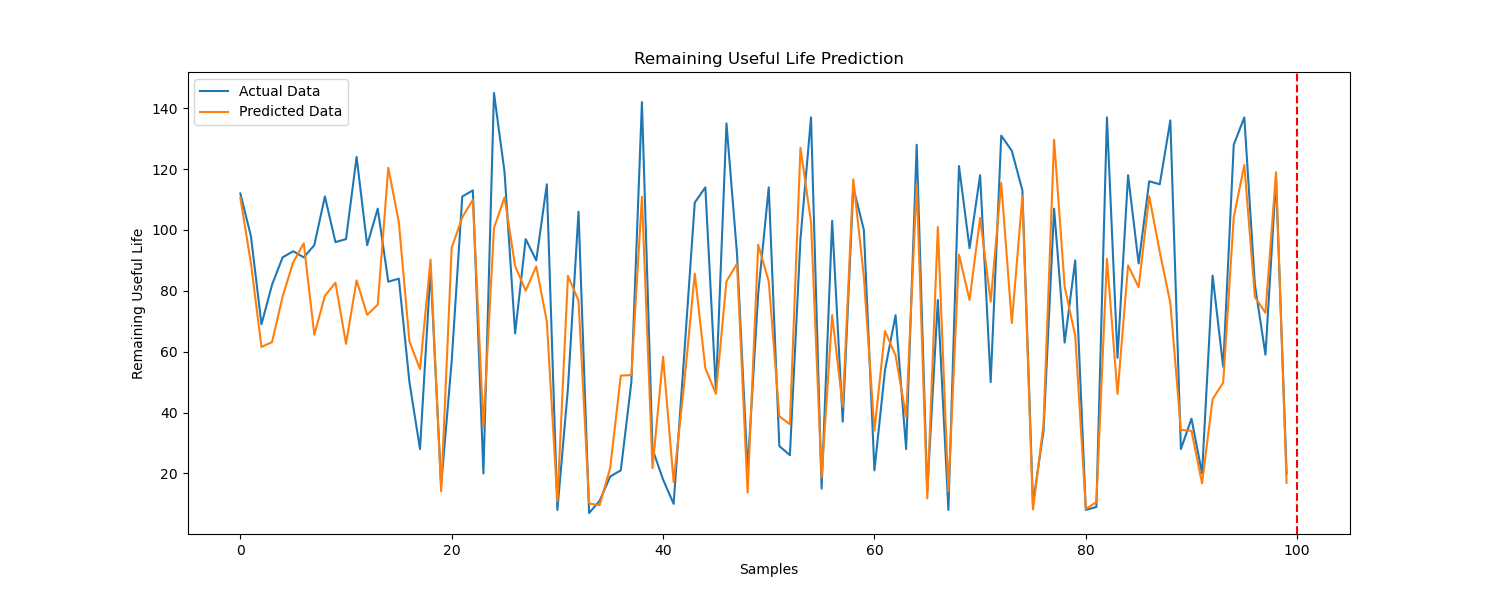 Remaining Useful Life Prediction
Actual Data
Predicted Data
Remaining Useful Life
140
120
100
80
60
40
20
0 20 40 60 80 100
Samples